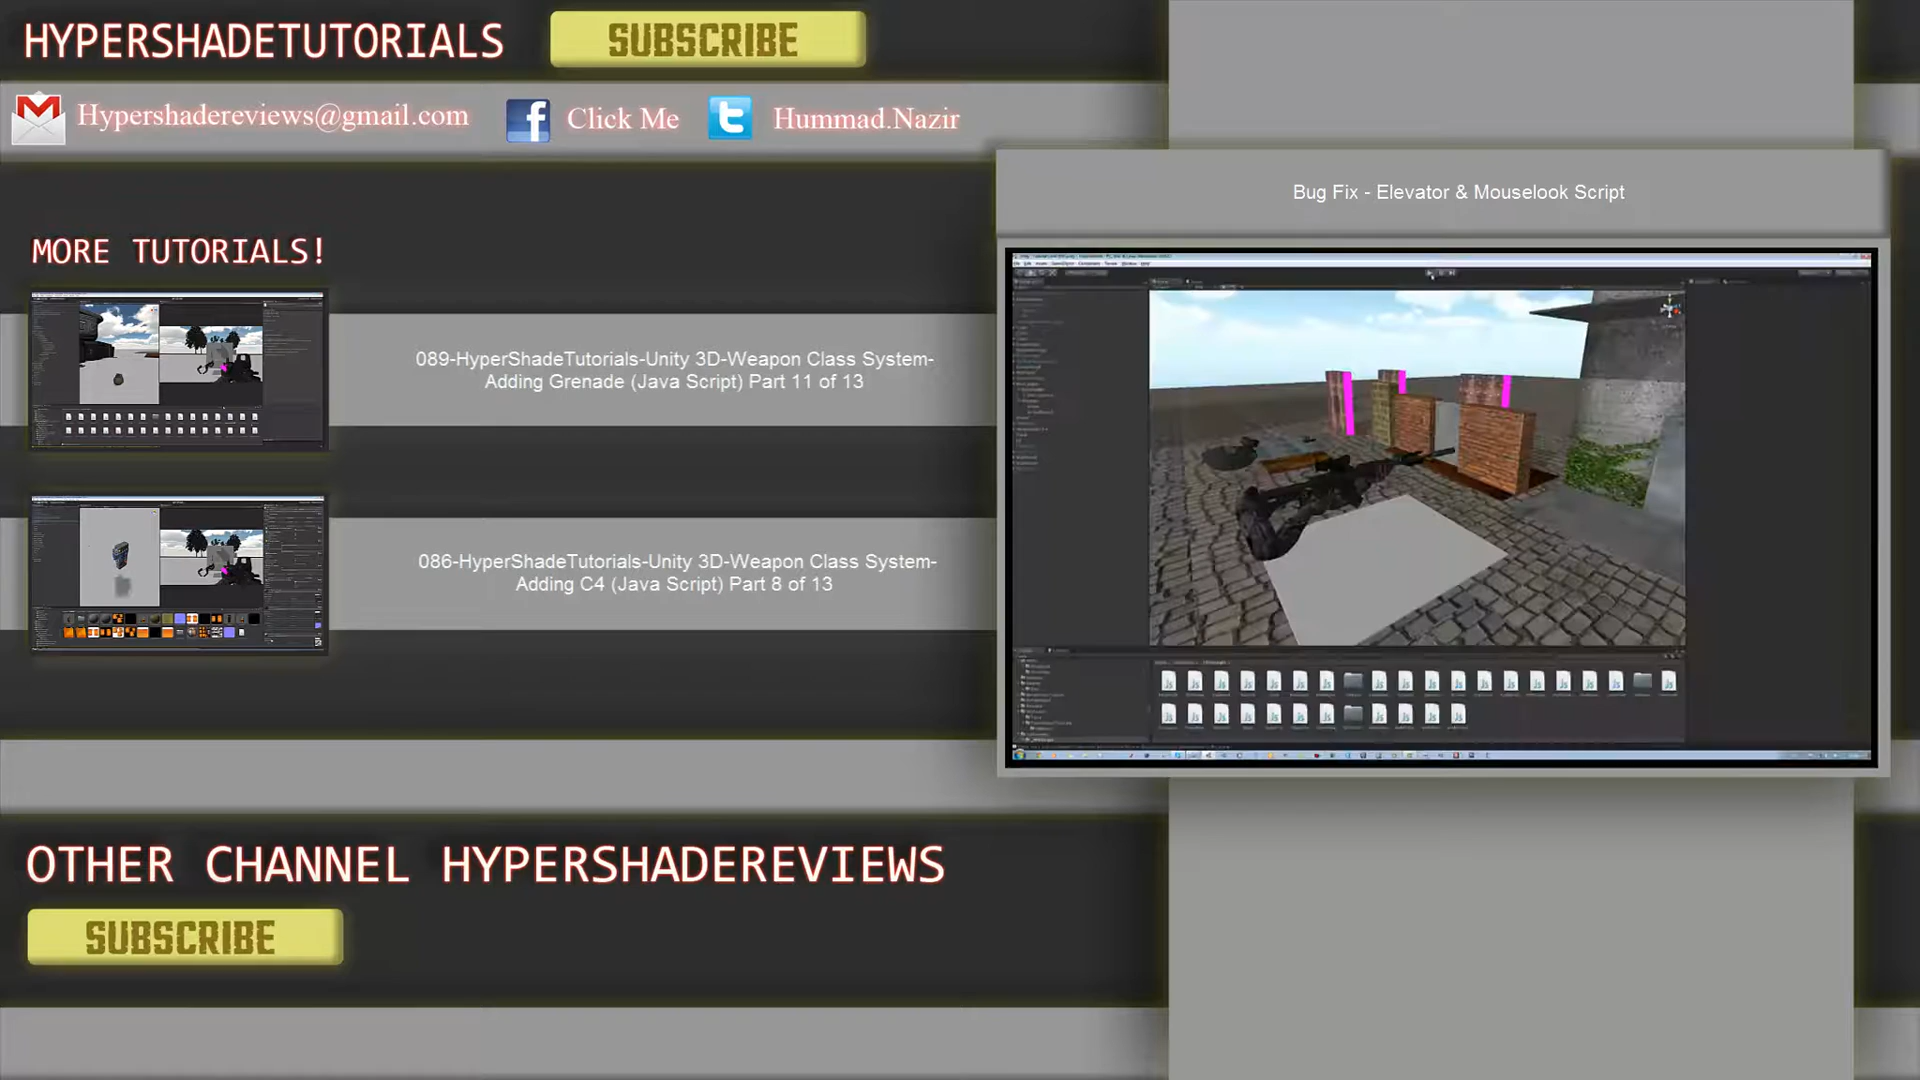 HYPERSHADETUTORIALS
SUBSCRIBE
Hypershadereviews@gmail.com
Click Me
Hummad.Nazir
Bug Fix - Elevator & Mouselook Script
MORE TUTORIALS!
089-HyperShadeTutorials-Unity 3D-Weapon Class System-
Adding Grenade (Java Script) Part 11 of 13
086-HyperShadeTutorials-Unity 3D-Weapon Class System-
Adding C4 (Java Script) Part 8 of 13
OTHER CHANNEL HYPERSHADEREVIEWS
SUBSCRIBE